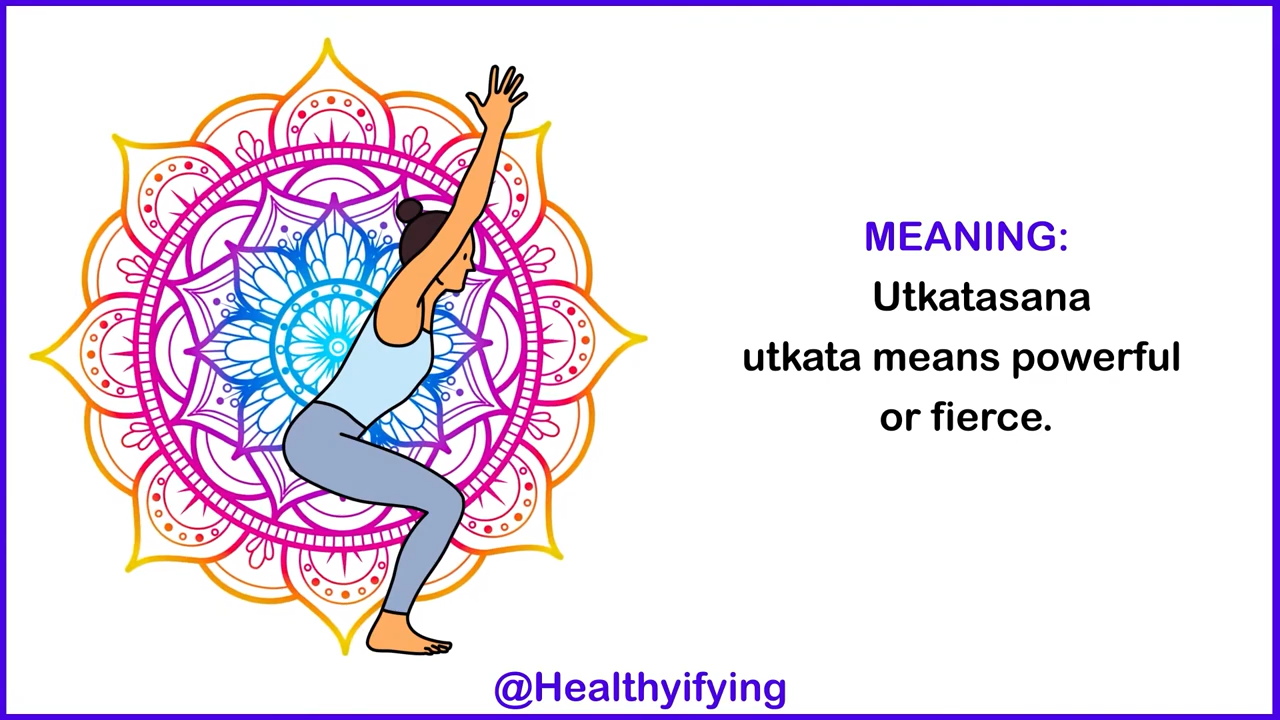 MEANING:
Utkatasana
utkata means powerful
or fierce.
@Healthyifying